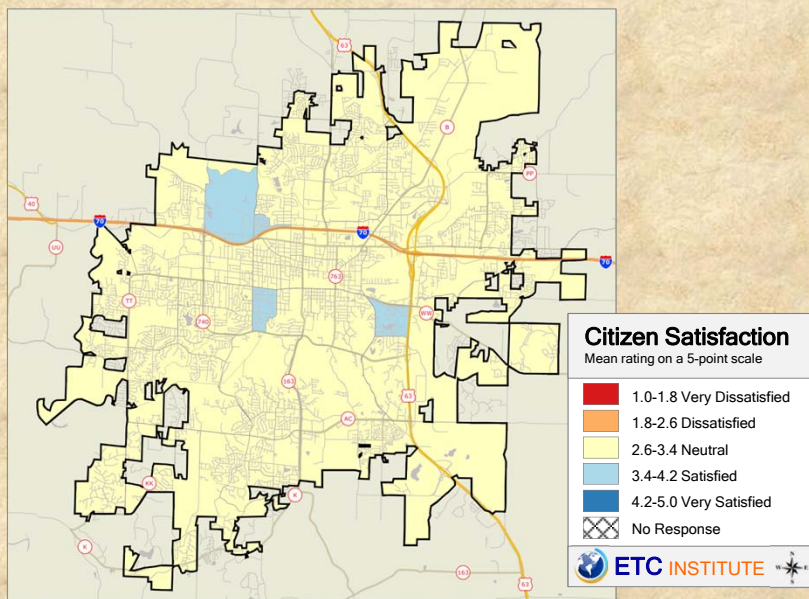 63
B
PP
40
70
UU
70
70
763
TT
740
WW
163
63
AC
KK
K
K
163
63
Citizen Satisfaction
Mean rating on a 5-point scale
1.0-1.8 Very Dissatisfied
1.8-2.6 Dissatisfied
2.6-3.4 Neutral
3.4-4.2 Satisfied
4.2-5.0 Very Satisfied
No Response
ETC INSTITUTE
N
W E
S